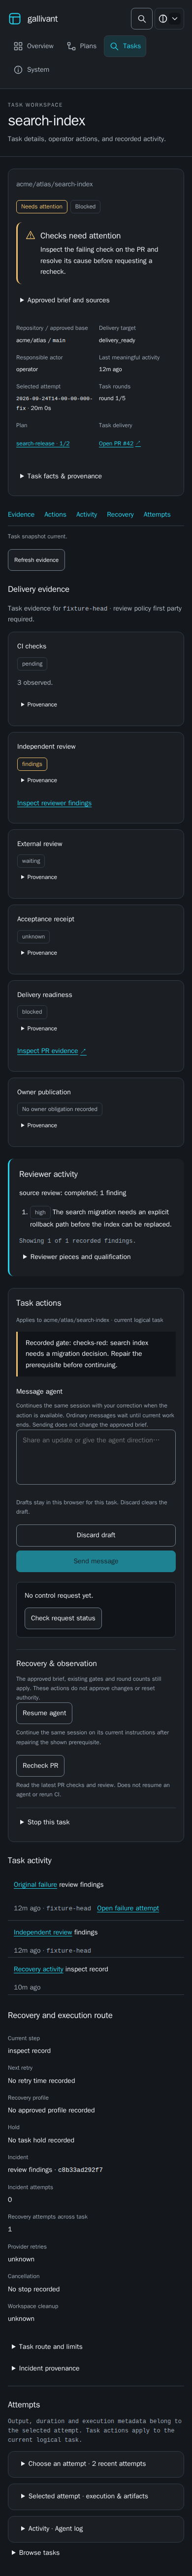 gallivant
Overview
Plans
Tasks
System
TASK WORKSPACE
search-index
Task details, operator actions, and recorded activity.
acme/atlas/search-index
Needs attention
Blocked
Checks need attention
Inspect the failing check on the PR and
resolve its cause before requesting a
recheck.
Approved brief and sources
Repository / approved base
Delivery target
acme/atlas / main
delivery_ready
Responsible actor
Last meaningful activity
operator
12m ago
Selected attempt
Task rounds
2026-09-24T14-00-00-000-
round 1/5
fix · 20m 0s
Plan
Task delivery
search-release · 1/2
Open PR #42 ↗
Task facts & provenance
Evidence
Actions
Activity
Recovery
Attempts
Task snapshot current.
Refresh evidence
Delivery evidence
Task evidence for fixture-head · review policy first party
required.
CI checks
pending
3 observed.
Provenance
Independent review
findings
Provenance
Inspect reviewer findings
External review
waiting
Provenance
Acceptance receipt
unknown
Provenance
Delivery readiness
blocked
Provenance
Inspect PR evidence ↗
Owner publication
No owner obligation recorded
Provenance
Reviewer activity
source review: completed; 1 finding
1. high The search migration needs an explicit
rollback path before the index can be replaced.
Showing 1 of 1 recorded findings.
Reviewer pieces and qualification
Task actions
Applies to acme/atlas/search-index · current logical task
Recorded gate: checks-red: search index
needs a migration decision. Repair the
prerequisite before continuing.
Message agent
Continues the same session with your correction when the
action is available. Ordinary messages wait until current work
ends. Sending does not change the approved brief.
Share an update or give the agent direction…
Drafts stay in this browser for this task. Discard clears the
draft.
Discard draft
Send message
No control request yet.
Check request status
Recovery & observation
The approved brief, existing gates and round counts still
apply. These actions do not approve changes or reset
authority.
Resume agent
Continue the same session on its current instructions after
repairing the shown prerequisite.
Recheck PR
Read the latest PR checks and review. Does not resume an
agent or rerun CI.
Stop this task
Task activity
Original failure review findings
12m ago · fixture-head Open failure attempt
Independent review findings
12m ago · fixture-head
Recovery activity inspect record
10m ago
Recovery and execution route
Current step
inspect record
Next retry
No retry time recorded
Recovery profile
No approved profile recorded
Hold
No task hold recorded
Incident
review findings · c8b33ad292f7
Incident attempts
0
Recovery attempts across task
1
Provider retries
unknown
Cancellation
No stop recorded
Workspace cleanup
unknown
Task route and limits
Incident provenance
Attempts
Output, duration and execution metadata belong to
the selected attempt. Task actions apply to the
current logical task.
Choose an attempt · 2 recent attempts
Selected attempt · execution & artifacts
Activity · Agent log
Browse tasks